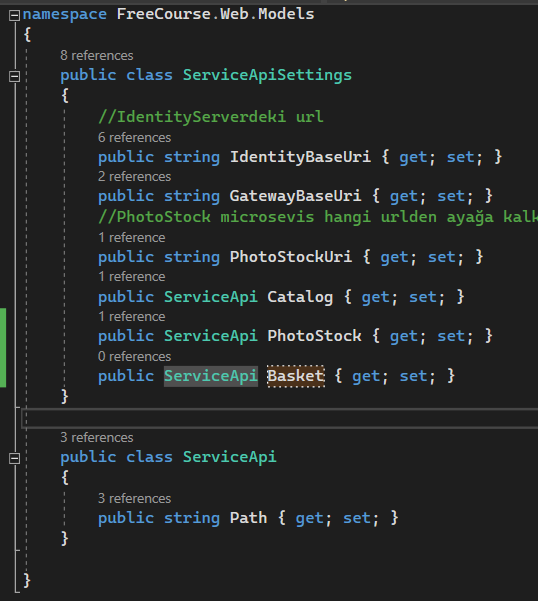 namespace FreeCourse.Web.Models
{
8 references
public class ServiceApiSettings
{
//IdentityServerdeki url
6 references
public string IdentityBaseUri { get; set; }
2 references
public string GatewayBaseUri { get; set; }
//PhotoStock microsevis hangi urlden ayağa kalk
1 reference
public string PhotoStockUri { get; set; }
1 reference
public ServiceApi Catalog { get; set; }
1 reference
public ServiceApi PhotoStock { get; set; }
0 references
public ServiceApi Basket { get; set; }
}
3 references
public class ServiceApi
{
3 references
public string Path { get; set; }
}
}